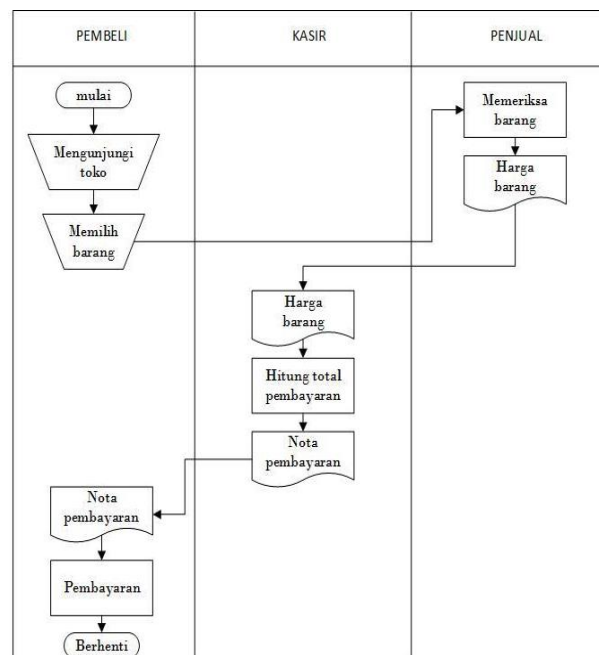 PEMBELI
KASIR
PENJUAL
mulai
Mengunjungi
toko
Memilih
barang
Memeriksa
barang
Harga
barang
Harga
barang
Hitung total
pembayaran
Nota
pembayaran
Nota
pembayaran
Pembayaran
Berhenti